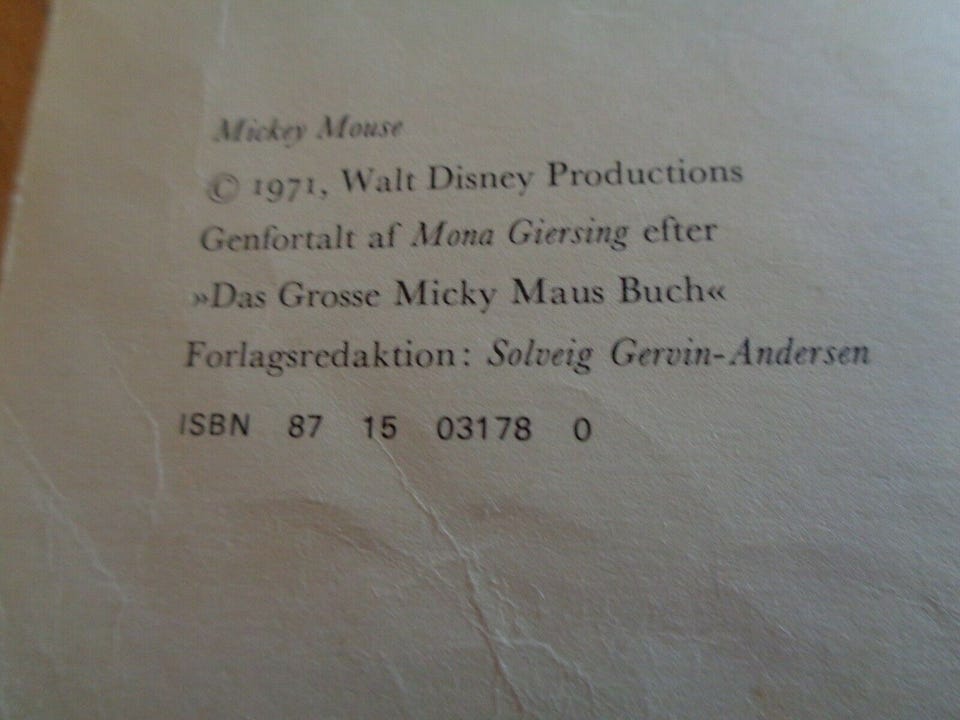 Mickey Mouse
© 1971, Walt Disney Productions
Genfortalt af Mona Giersing efter
»Das Grosse Micky Maus Buch«
Forlagsredaktion: Solveig Gervin-Andersen
ISBN 87 15 03178 0